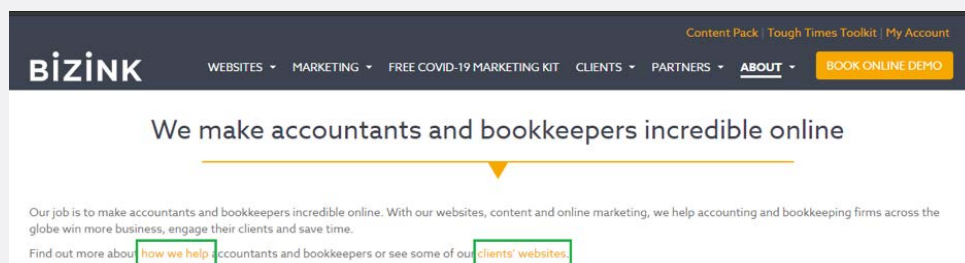 Content Pack | Tough Times Toolkit | My Account
BiZiNK
WEBSITES MARKETING FREE COVID-19 MARKETING KIT CLIENTS PARTNERS ABOUT BOOK ONLINE DEMO
We make accountants and bookkeepers incredible online
Our job is to make accountants and bookkeepers incredible online. With our websites, content and online marketing, we help accounting and bookkeeping firms across the
globe win more business, engage their clients and save time.
Find out more about how we help accountants and bookkeepers or see some of our clients' websites.